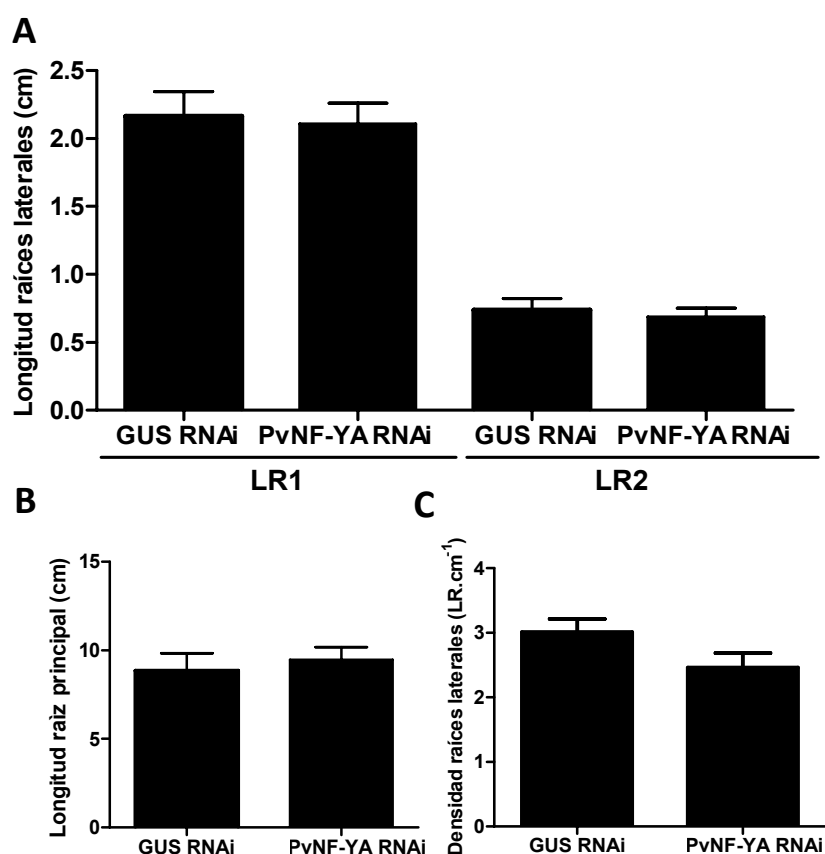 A
Longitud raíces laterales (cm)
2.5
2.0
1.5
1.0
0.5
0.0
GUS RNAi
PvNF-YA RNAi
GUS RNAi
PvNF-YA RNAi
LR1
LR2
B
Longitud raìz principal (cm)
15
10
5
0
GUS RNAi
PvNF-YA RNAi
C
Densidad raíces laterales (LR.cm⁻¹)
4
3
2
1
0
GUS RNAi
PvNF-YA RNAi